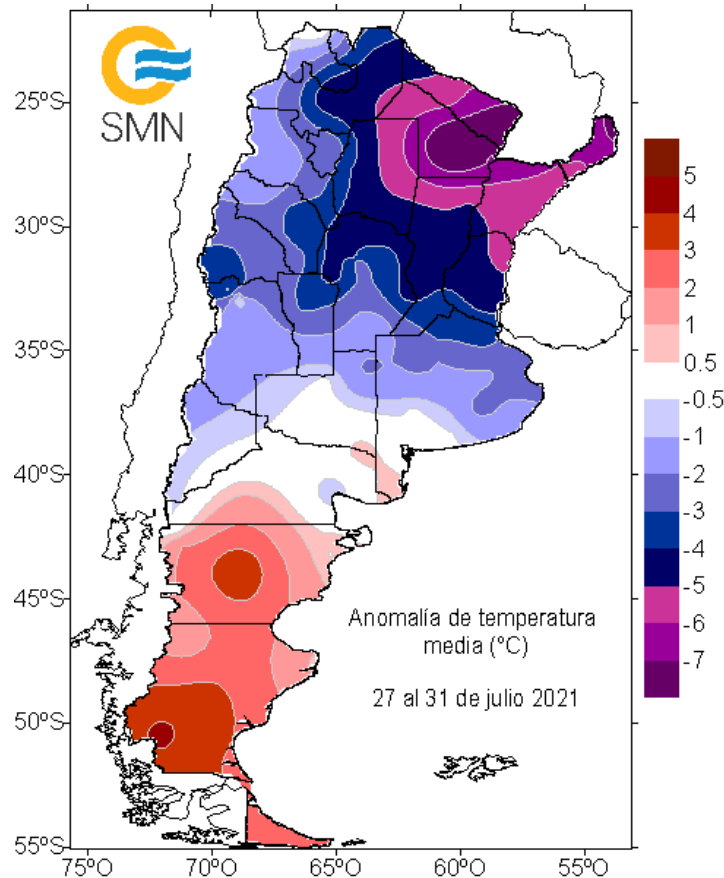 SMN
25ºS
30ºS
35ºS
40ºS
45ºS
50ºS
55ºS
75ºO
70ºO
65ºO
60ºO
55ºO
Anomalía de temperatura
media (ºC)
27 al 31 de julio 2021
5
4
3
2
1
0.5
-0.5
-1
-3
-4
-5
-6
-7